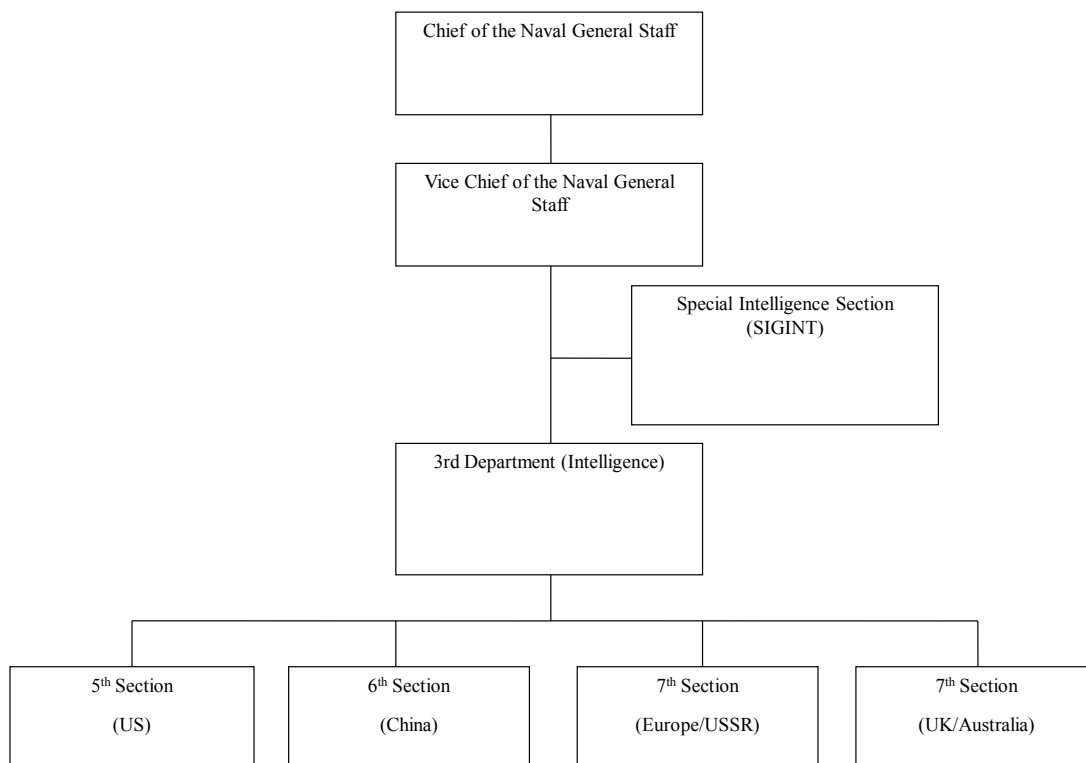 Chief of the Naval General Staff
Vice Chief of the Naval General
Staff
Special Intelligence Section
(SIGINT)
3rd Department (Intelligence)
5th Section
(US)
6th Section
(China)
7th Section
(Europe/USSR)
7th Section
(UK/Australia)